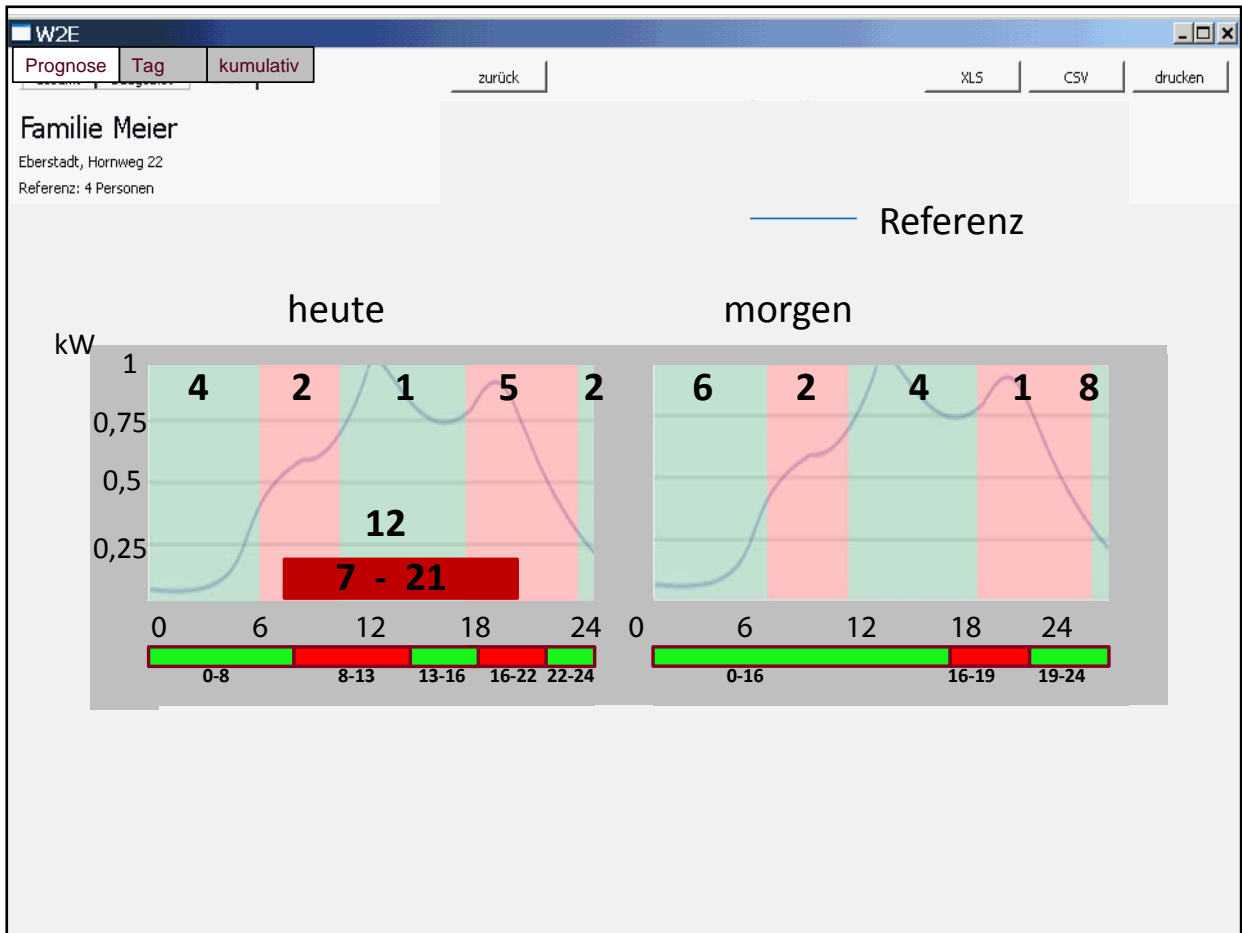 W2E
Prognose Tag kumulativ
zurück XLS CSV drucken
Familie Meier
Eberstadt, Hornweg 22
Referenz: 4 Personen
Referenz
heute morgen
kW
1
4 2 1 5 2 6 2 4 1 8
0,75
0,5
12
0,25
7 - 21
0 6 12 18 24 0 6 12 18 24
0-8 8-13 13-16 16-22 22-24 0-16 16-19 19-24